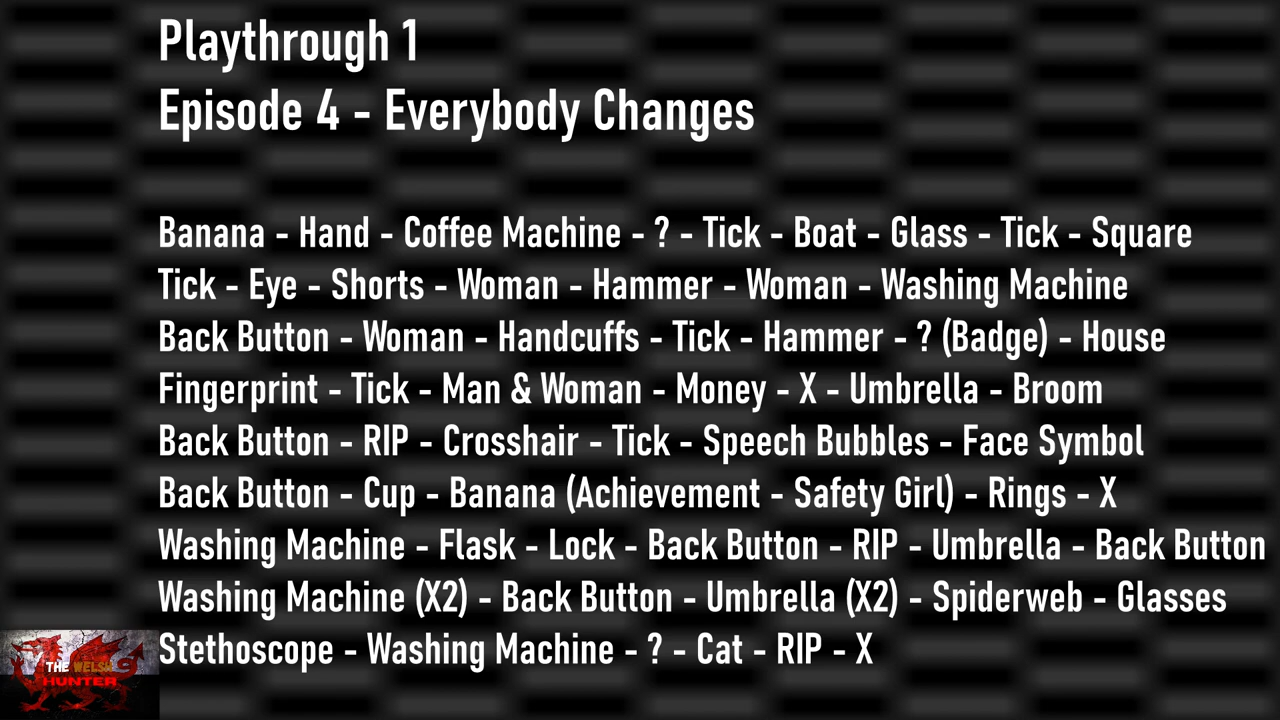 Playthrough 1
Episode 4 - Everybody Changes
Banana - Hand - Coffee Machine - ? - Tick - Boat - Glass - Tick - Square
Tick - Eye - Shorts - Woman - Hammer - Woman - Washing Machine
Back Button - Woman - Handcuffs - Tick - Hammer - ? (Badge) - House
Fingerprint - Tick - Man & Woman - Money - X - Umbrella - Broom
Back Button - RIP - Crosshair - Tick - Speech Bubbles - Face Symbol
Back Button - Cup - Banana (Achievement - Safety Girl) - Rings - X
Washing Machine - Flask - Lock - Back Button - RIP - Umbrella - Back Button
Washing Machine (X2) - Back Button - Umbrella (X2) - Spiderweb - Glasses
Stethoscope - Washing Machine - ? - Cat - RIP - X
THE WELSH
HUNTER